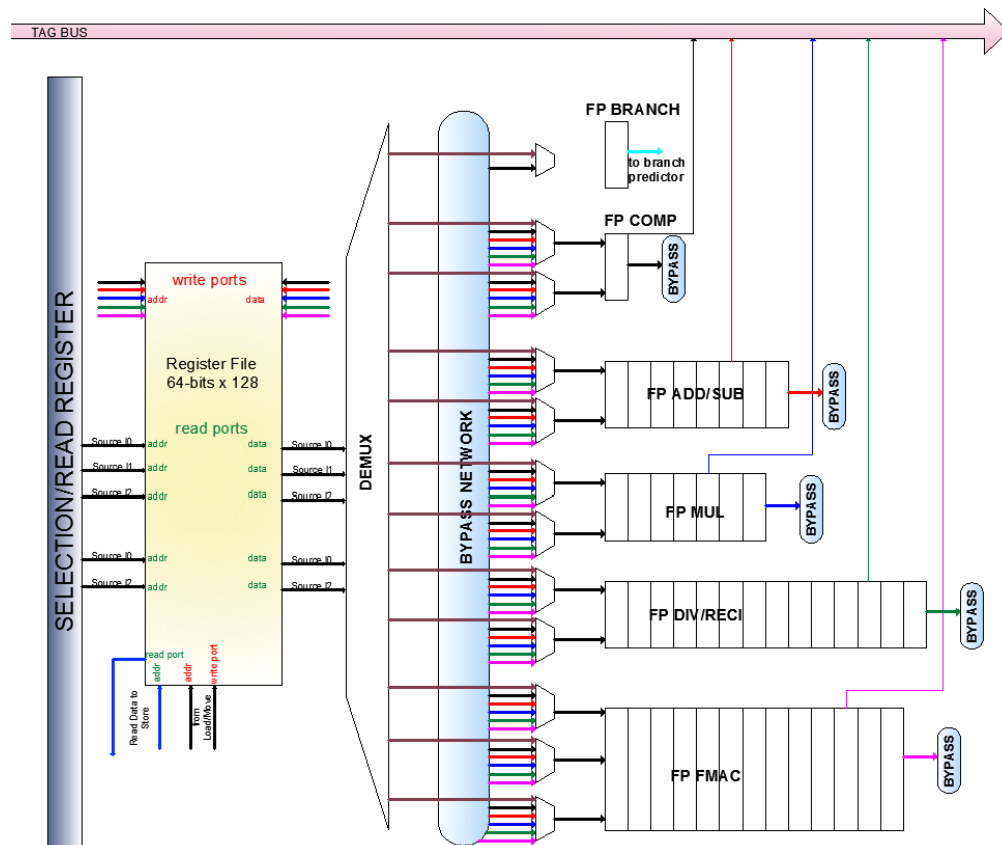 TAG BUS
SELECTION/READ REGISTER
write ports
addr
data
Register File
64-bits x 128
read ports
Source I0
addr
data
Source I0
Source I1
addr
data
Source I1
Source I2
addr
data
Source I2
Source I0
addr
data
Source I0
Source I2
addr
data
Source I2
read port
addr
addr
write port
Read Data to
Store
from
Load/Move
DEMUX
BYPASS NETWORK
FP BRANCH
to branch
predictor
FP COMP
BYPASS
FP ADD/SUB
BYPASS
FP MUL
BYPASS
FP DIV/RECI
BYPASS
FP FMAC
BYPASS